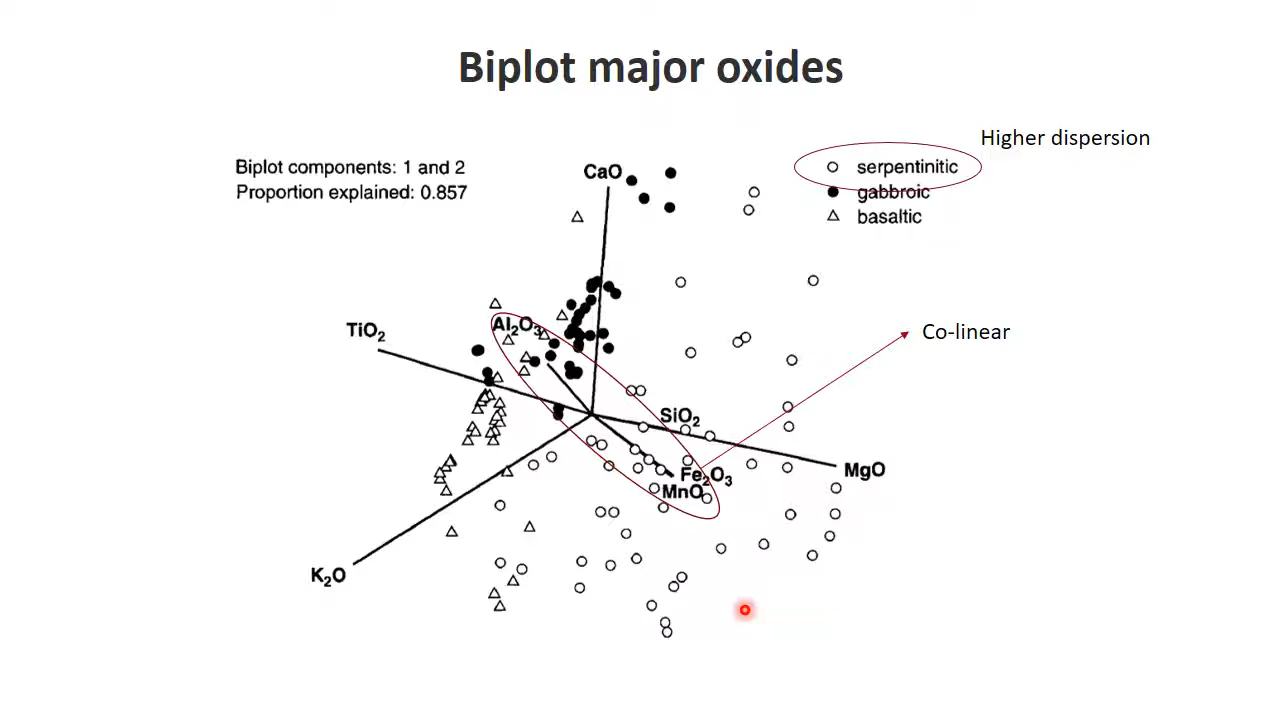 Biplot major oxides
Higher dispersion
Biplot components: 1 and 2
Proportion explained: 0.857
CaO
serpentinitic
gabbroic
basaltic
TiO₂
Al₂O₃
Co-linear
SiO₂
MgO
Fe₂O₃
MnO
K₂O